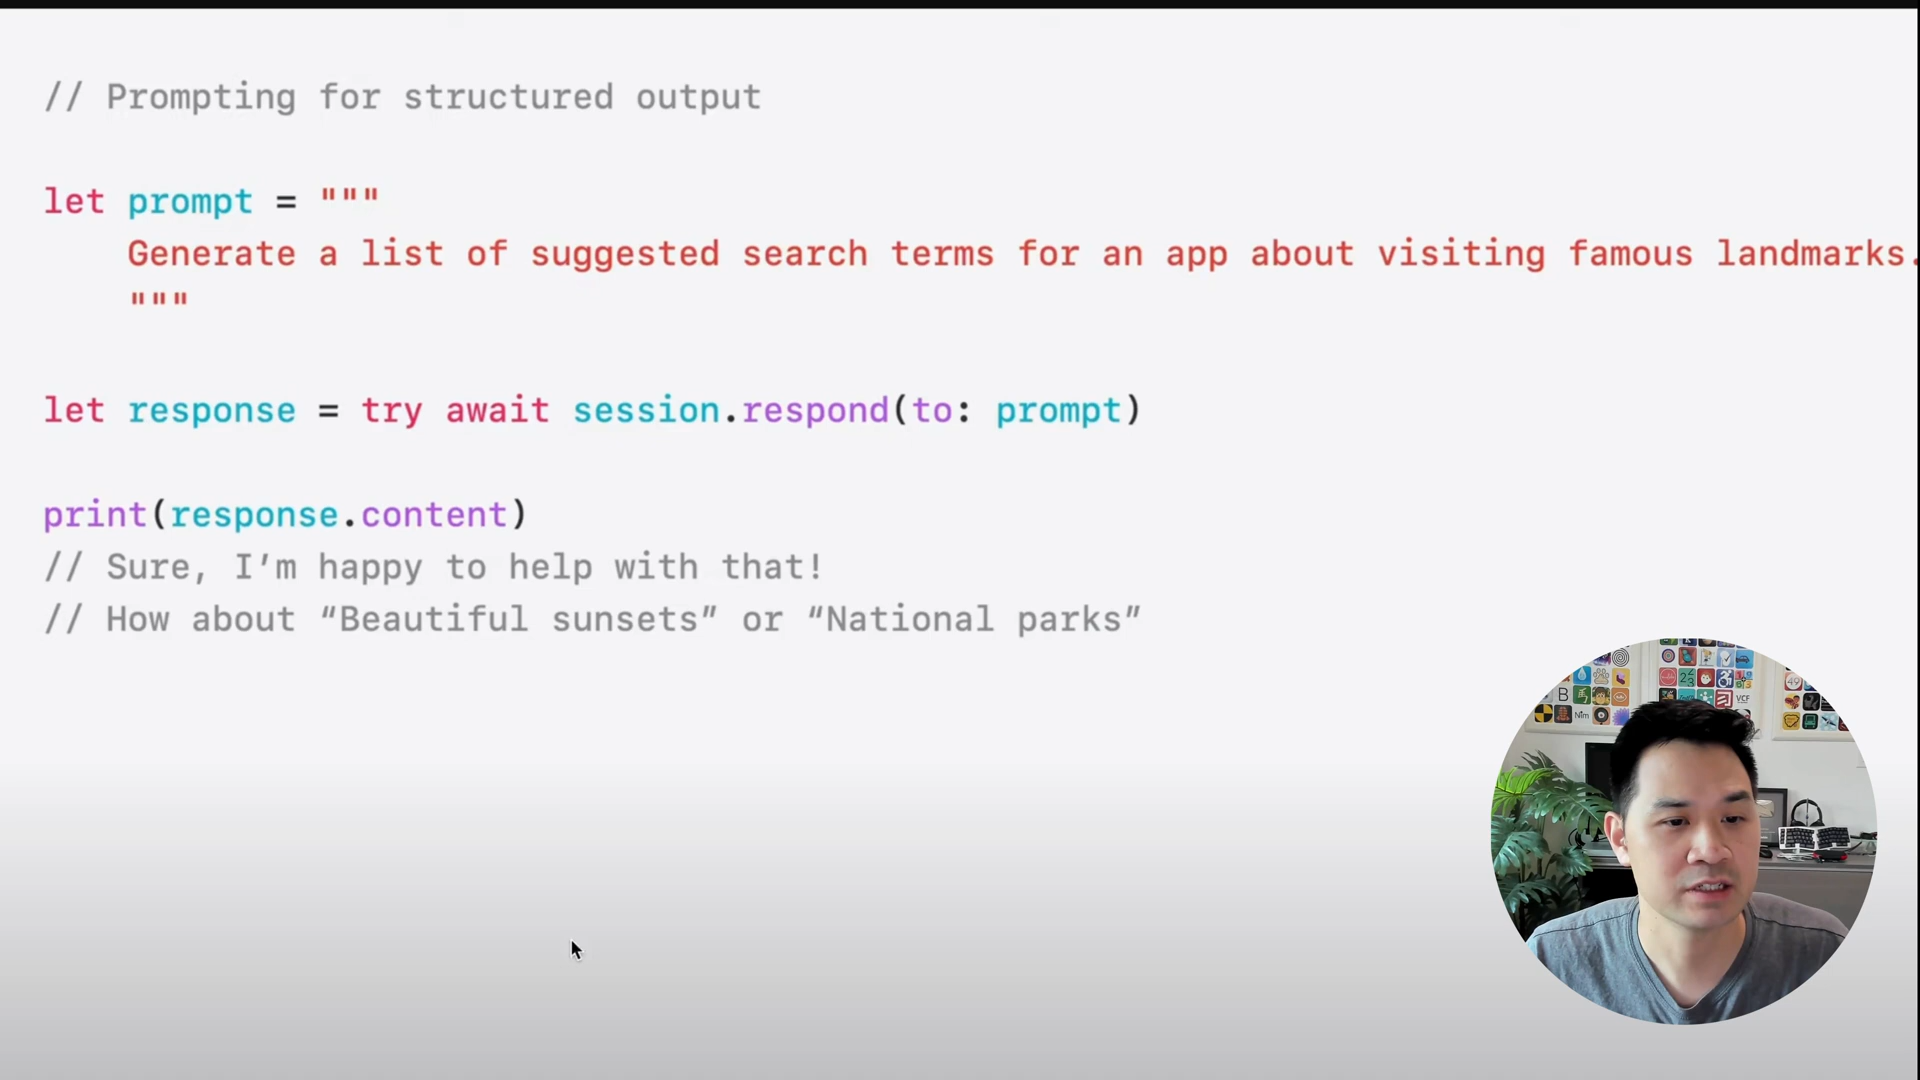 // Prompting for structured output
let prompt = """
Generate a list of suggested search terms for an app about visiting famous landmarks.
"""
let response = try await session.respond(to: prompt)
print(response.content)
// Sure, I’m happy to help with that!
// How about “Beautiful sunsets” or “National parks”
VCF
Nim